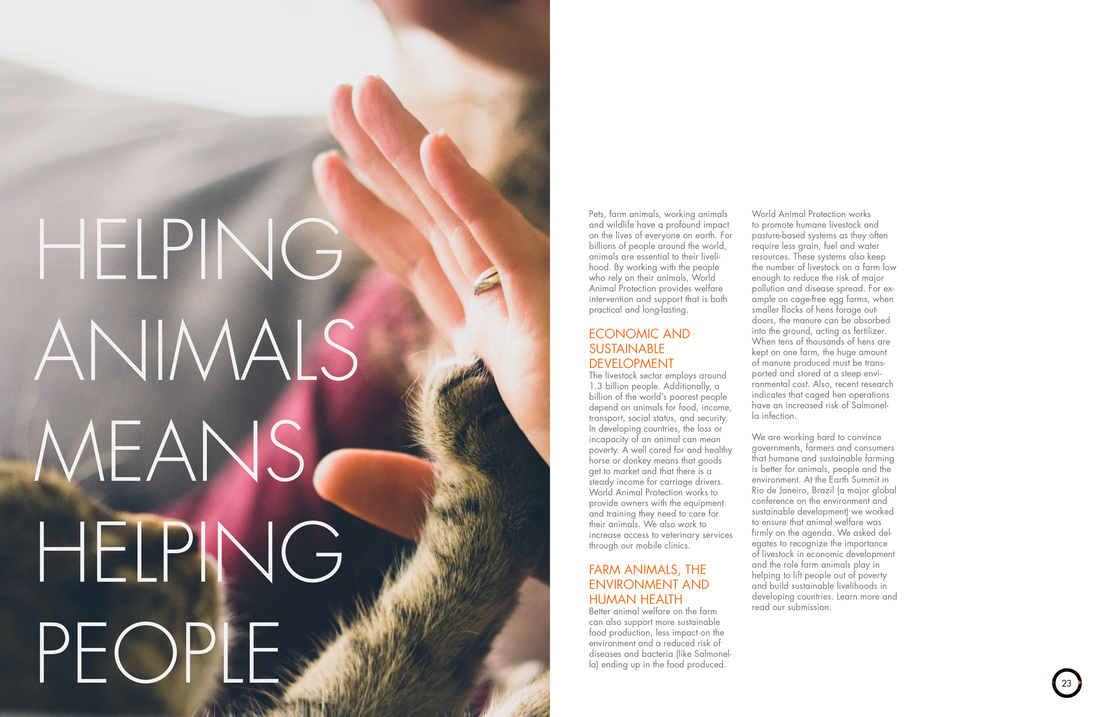 HELPING
ANIMALS
MEANS
HELPING
PEOPLE
Pets, farm animals, working animals
and wildlife have a profound impact
on the lives of everyone on earth. For
billions of people around the world,
animals are essential to their liveli-
hood. By working with the people
who rely on their animals, World
Animal Protection provides welfare
intervention and support that is both
practical and long-lasting.
ECONOMIC AND
SUSTAINABLE
DEVELOPMENT
The livestock sector employs around
1.3 billion people. Additionally, a
billion of the world's poorest people
depend on animals for food, income,
transport, social status, and security.
In developing countries, the loss or
incapacity of an animal can mean
poverty. A well cared for and healthy
horse or donkey means that goods
get to market and that there is a
steady income for carriage drivers.
World Animal Protection works to
provide owners with the equipment
and training they need to care for
their animals. We also work to
increase access to veterinary services
through our mobile clinics.
FARM ANIMALS, THE
ENVIRONMENT AND
HUMAN HEALTH
Better animal welfare on the farm
can also support more sustainable
food production, less impact on the
environment and a reduced risk of
diseases and bacteria (like Salmonel-
la) ending up in the food produced.
World Animal Protection works
to promote humane livestock and
pasture-based systems as they often
require less grain, fuel and water
resources. These systems also keep
the number of livestock on a farm low
enough to reduce the risk of major
pollution and disease spread. For ex-
ample on cage-free egg farms, when
smaller flocks of hens forage out-
doors, the manure can be absorbed
into the ground, acting as fertilizer.
When tens of thousands of hens are
kept on one farm, the huge amount
of manure produced must be trans-
ported and stored at a steep envi-
ronmental cost. Also, recent research
indicates that caged hen operations
have an increased risk of Salmonel-
la infection.
We are working hard to convince
governments, farmers and consumers
that humane and sustainable farming
is better for animals, people and the
environment. At the Earth Summit in
Rio de Janeiro, Brazil (a major global
conference on the environment and
sustainable development) we worked
to ensure that animal welfare was
firmly on the agenda. We asked del-
egates to recognize the importance
of livestock in economic development
and the role farm animals play in
helping to lift people out of poverty
and build sustainable livelihoods in
developing countries. Learn more and
read our submission.
23